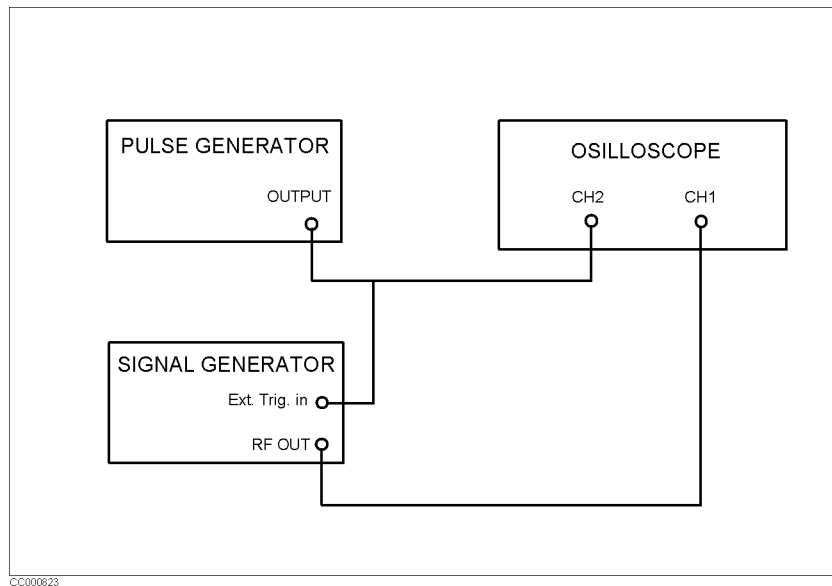 PULSE GENERATOR
OUTPUT
OSILLOSCOPE
CH2
CH1
SIGNAL GENERATOR
Ext. Trig. in
RF OUT
CC000823